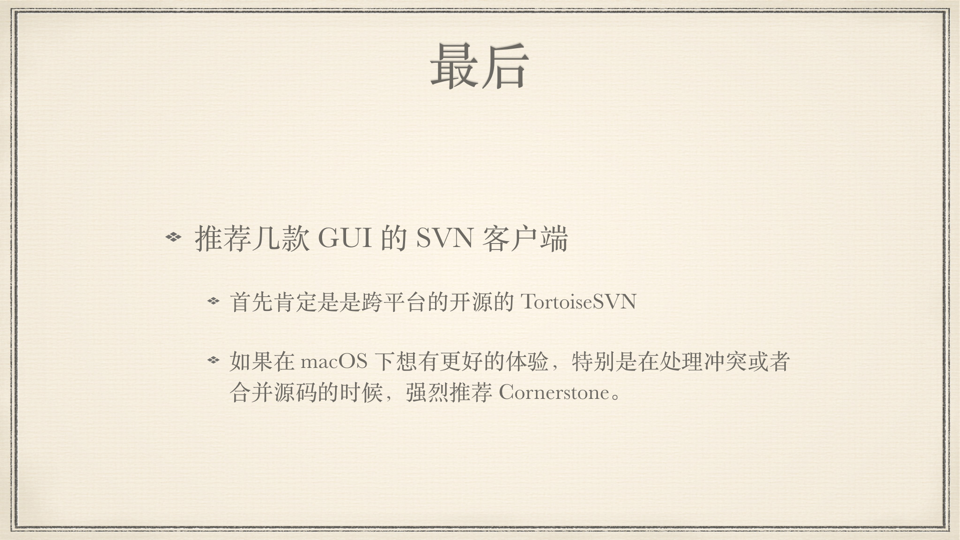 最后
推荐几款 GUI 的 SVN 客户端
首先肯定是是跨平台的开源的 TortoiseSVN
如果在 macOS 下想有更好的体验，特别是在处理冲突或者
合并源码的时候，强烈推荐 Cornerstone。